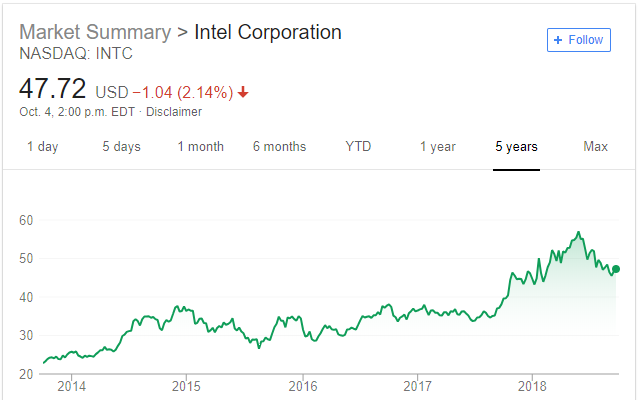 Market Summary > Intel Corporation
+ Follow
NASDAQ: INTC
47.72 USD −1.04 (2.14%) ↓
Oct. 4, 2:00 p.m. EDT · Disclaimer
1 day 5 days 1 month 6 months YTD 1 year 5 years Max
60
50
40
30
20
2014 2015 2016 2017 2018